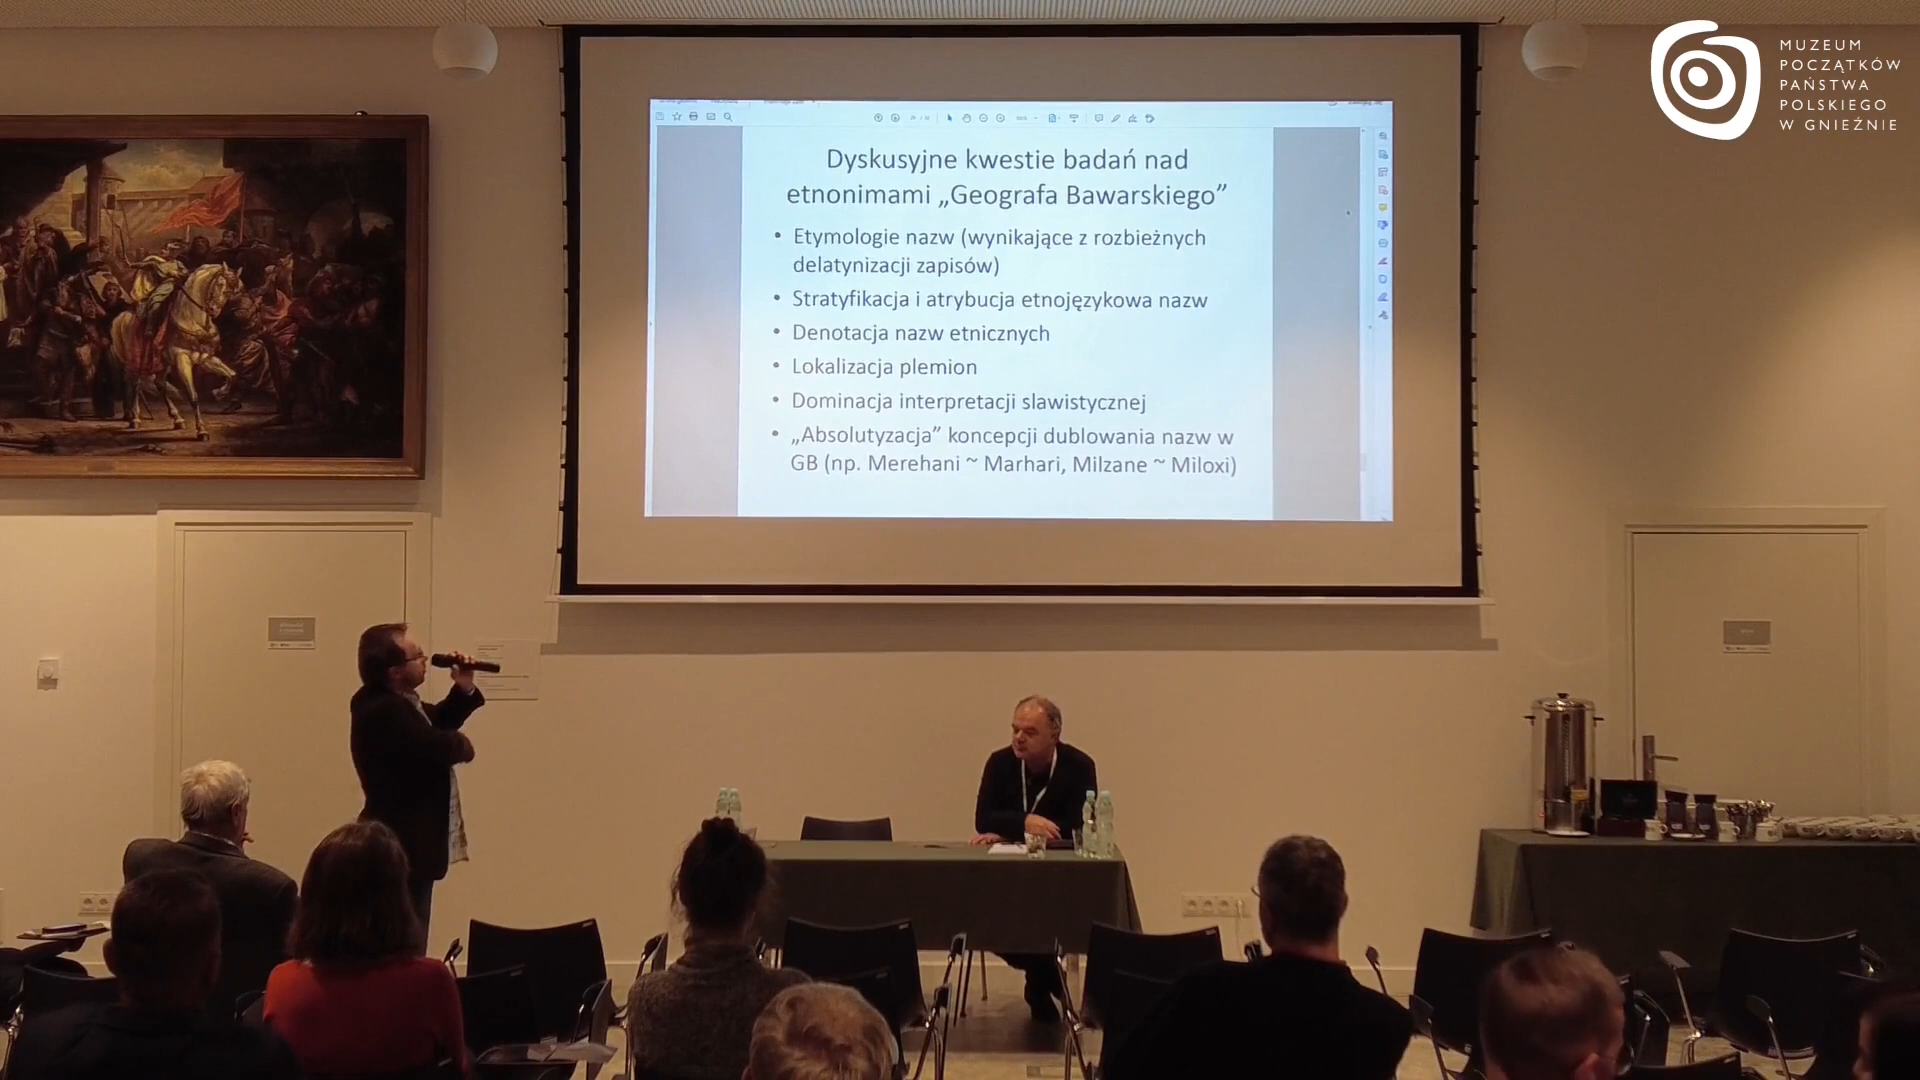 MUZEUM
POCZĄTKÓW
PAŃSTWA
POLSKIEGO
W GNIEŹNIE
Dyskusyjne kwestie badań nad
etnonimami „Geografa Bawarskiego”
• Etymologie nazw (wynikające z rozbieżnych
delatynizacji zapisów)
• Stratyfikacja i atrybucja etnojęzykowa nazw
• Denotacja nazw etnicznych
• Lokalizacja plemion
• Dominacja interpretacji slawistycznej
• „Absolutyzacja” koncepcji dublowania nazw w
GB (np. Merehani ~ Marhari, Milzane ~ Miloxi)